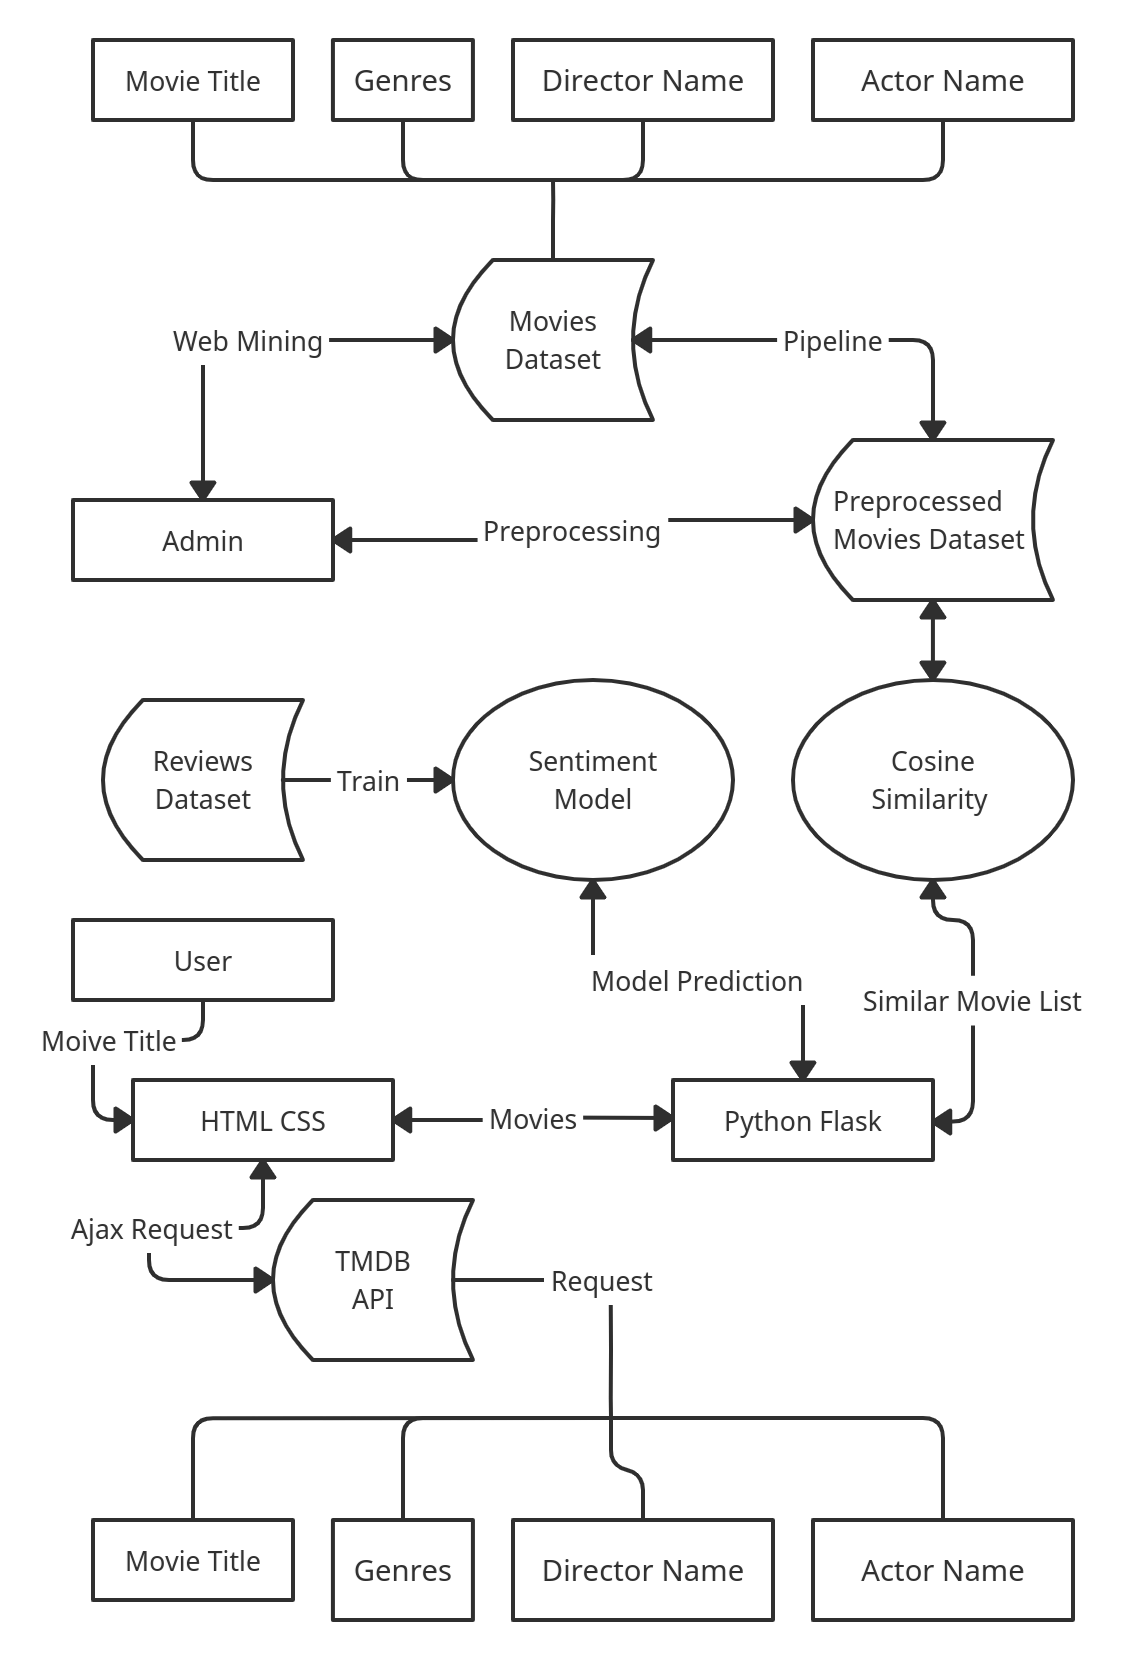 Movie Title
Genres
Director Name
Actor Name
Movies
Dataset
Web Mining
Pipeline
Preprocessed
Movies Dataset
Admin
Preprocessing
Reviews
Dataset
Train
Sentiment
Model
Cosine
Similarity
User
Model Prediction
Similar Movie List
Moive Title
HTML CSS
Movies
Python Flask
Ajax Request
TMDB
API
Request
Movie Title
Genres
Director Name
Actor Name